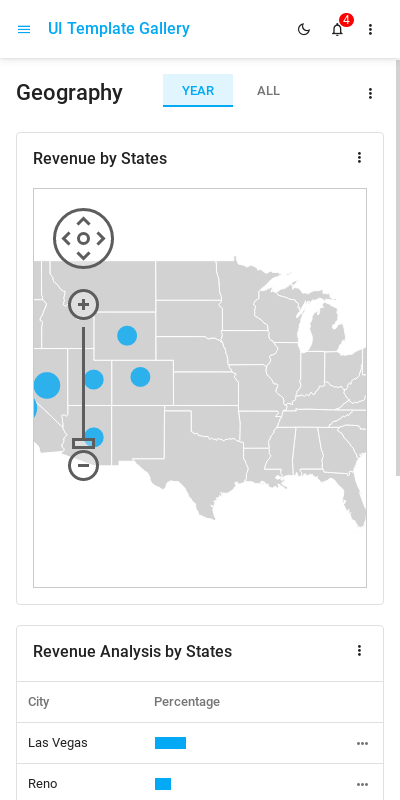 UI Template Gallery
4
Geography
YEAR
ALL
Revenue by States
Revenue Analysis by States
City
Percentage
Las Vegas
Reno